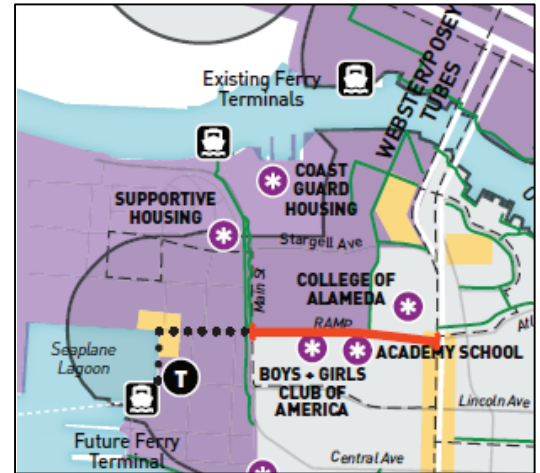 Existing Ferry
Terminals
WEBSTER/POSEY
TUBES
COAST
GUARD
HOUSING
SUPPORTIVE
HOUSING
Stargell Ave
Main St
COLLEGE OF
ALAMEDA
RAMP
Atl
Seaplane
Lagoon
T
ACADEMY SCHOOL
BOYS + GIRLS
CLUB OF
AMERICA
Lincoln Ave
Future Ferry
Terminal
Central Ave